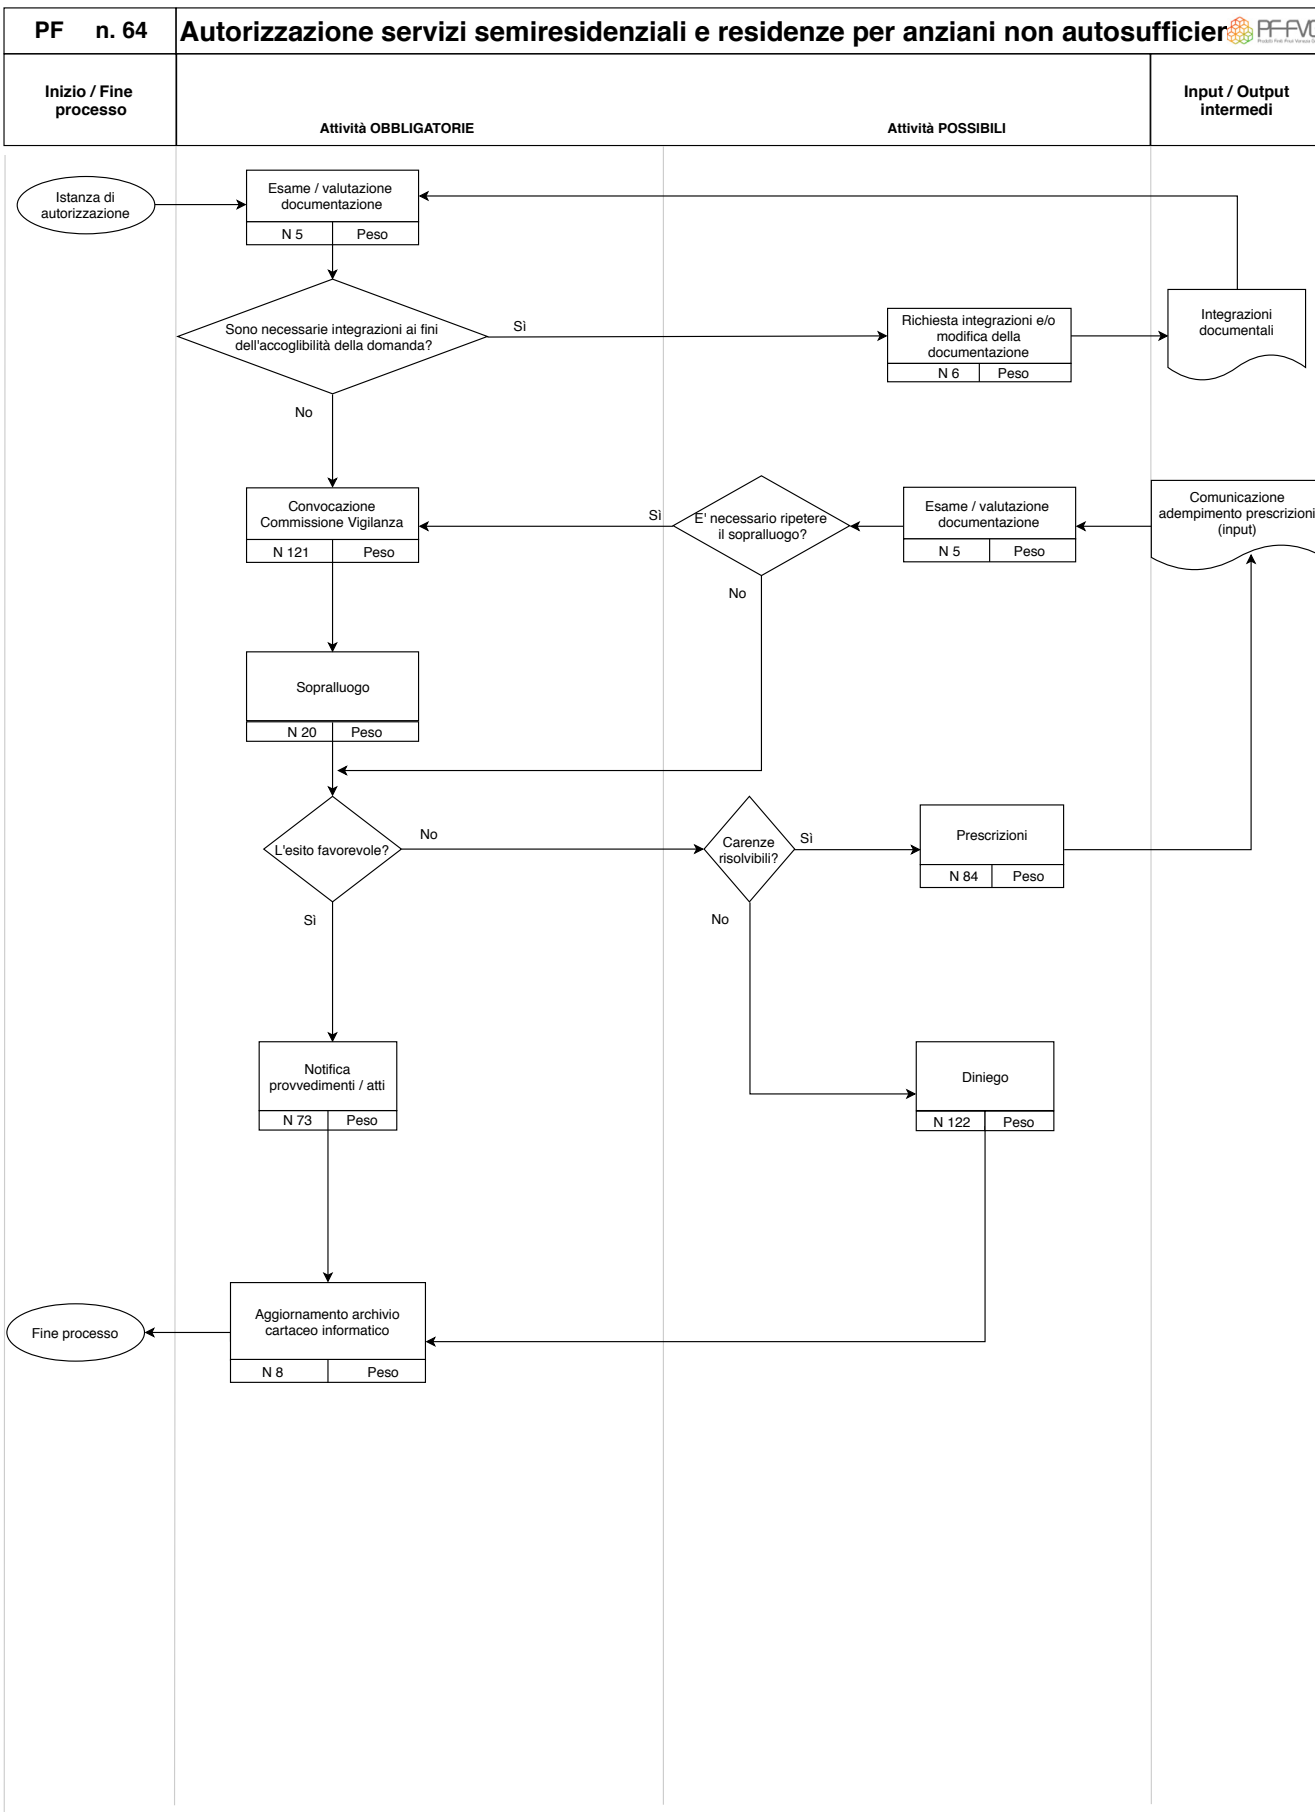 PF n. 64
Autorizzazione servizi semiresidenziali e residenze per anziani non autosufficien
PF-FVG
Inizio / Fine
processo
Attività OBBLIGATORIE
Attività POSSIBILI
Input / Output
intermedi
Istanza di
autorizzazione
Esame / valutazione
documentazione
N 5 Peso
Sono necessarie integrazioni ai fini
dell'accoglibilità della domanda?
Sì
Richiesta integrazioni e/o
modifica della
documentazione
N 6 Peso
Integrazioni
documentali
No
Convocazione
Commissione Vigilanza
N 121 Peso
Sì
E' necessario ripetere
il sopralluogo?
Esame / valutazione
documentazione
N 5 Peso
Comunicazione
adempimento prescrizioni
(input)
No
Sopralluogo
N 20 Peso
L'esito favorevole?
No
Carenze
risolvibili?
Sì
Prescrizioni
N 84 Peso
Sì
No
Notifica
provvedimenti / atti
N 73 Peso
Diniego
N 122 Peso
Aggiornamento archivio
cartaceo informatico
N 8 Peso
Fine processo